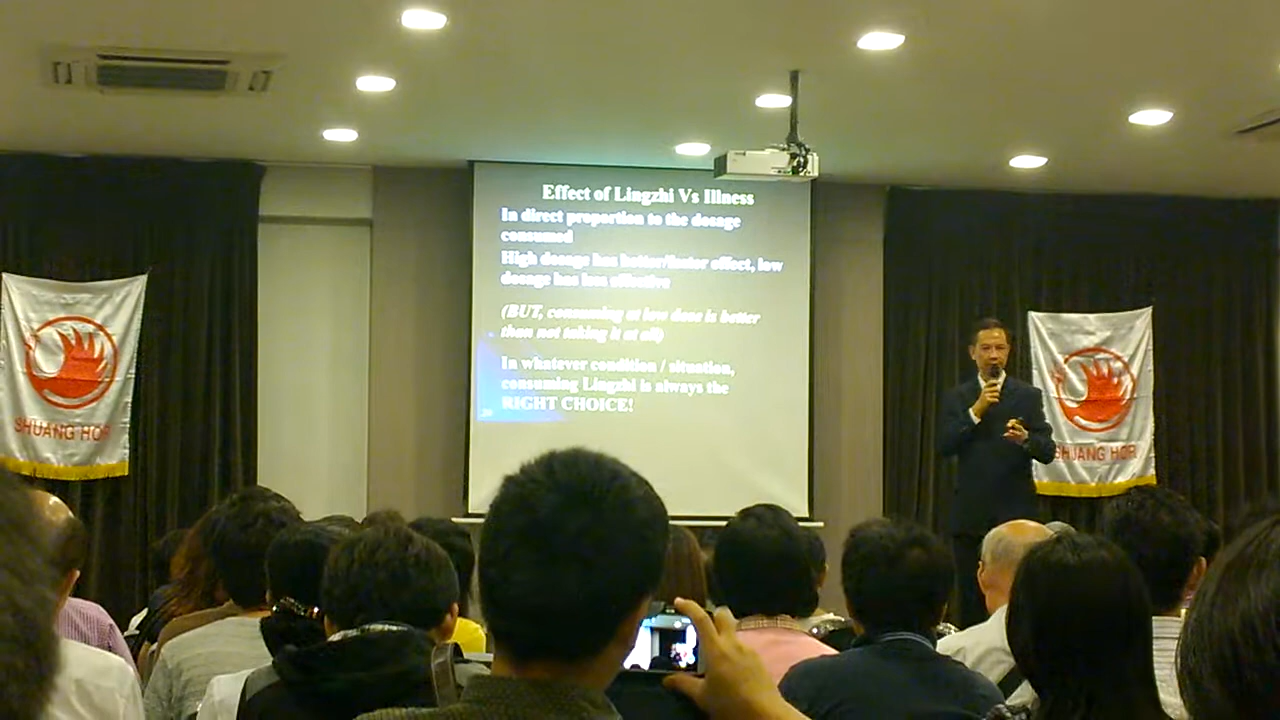 Effect of Lingzhi Vs Illness
In direct proportion to the dosage
consumed
High dosage has better/faster effect, low
dosage has less effective
(BUT, consuming at low dose is better
than not taking it at all)
In whatever condition / situation,
consuming Lingzhi is always the
RIGHT CHOICE!
SHUANG HOR
SHUANG HOR